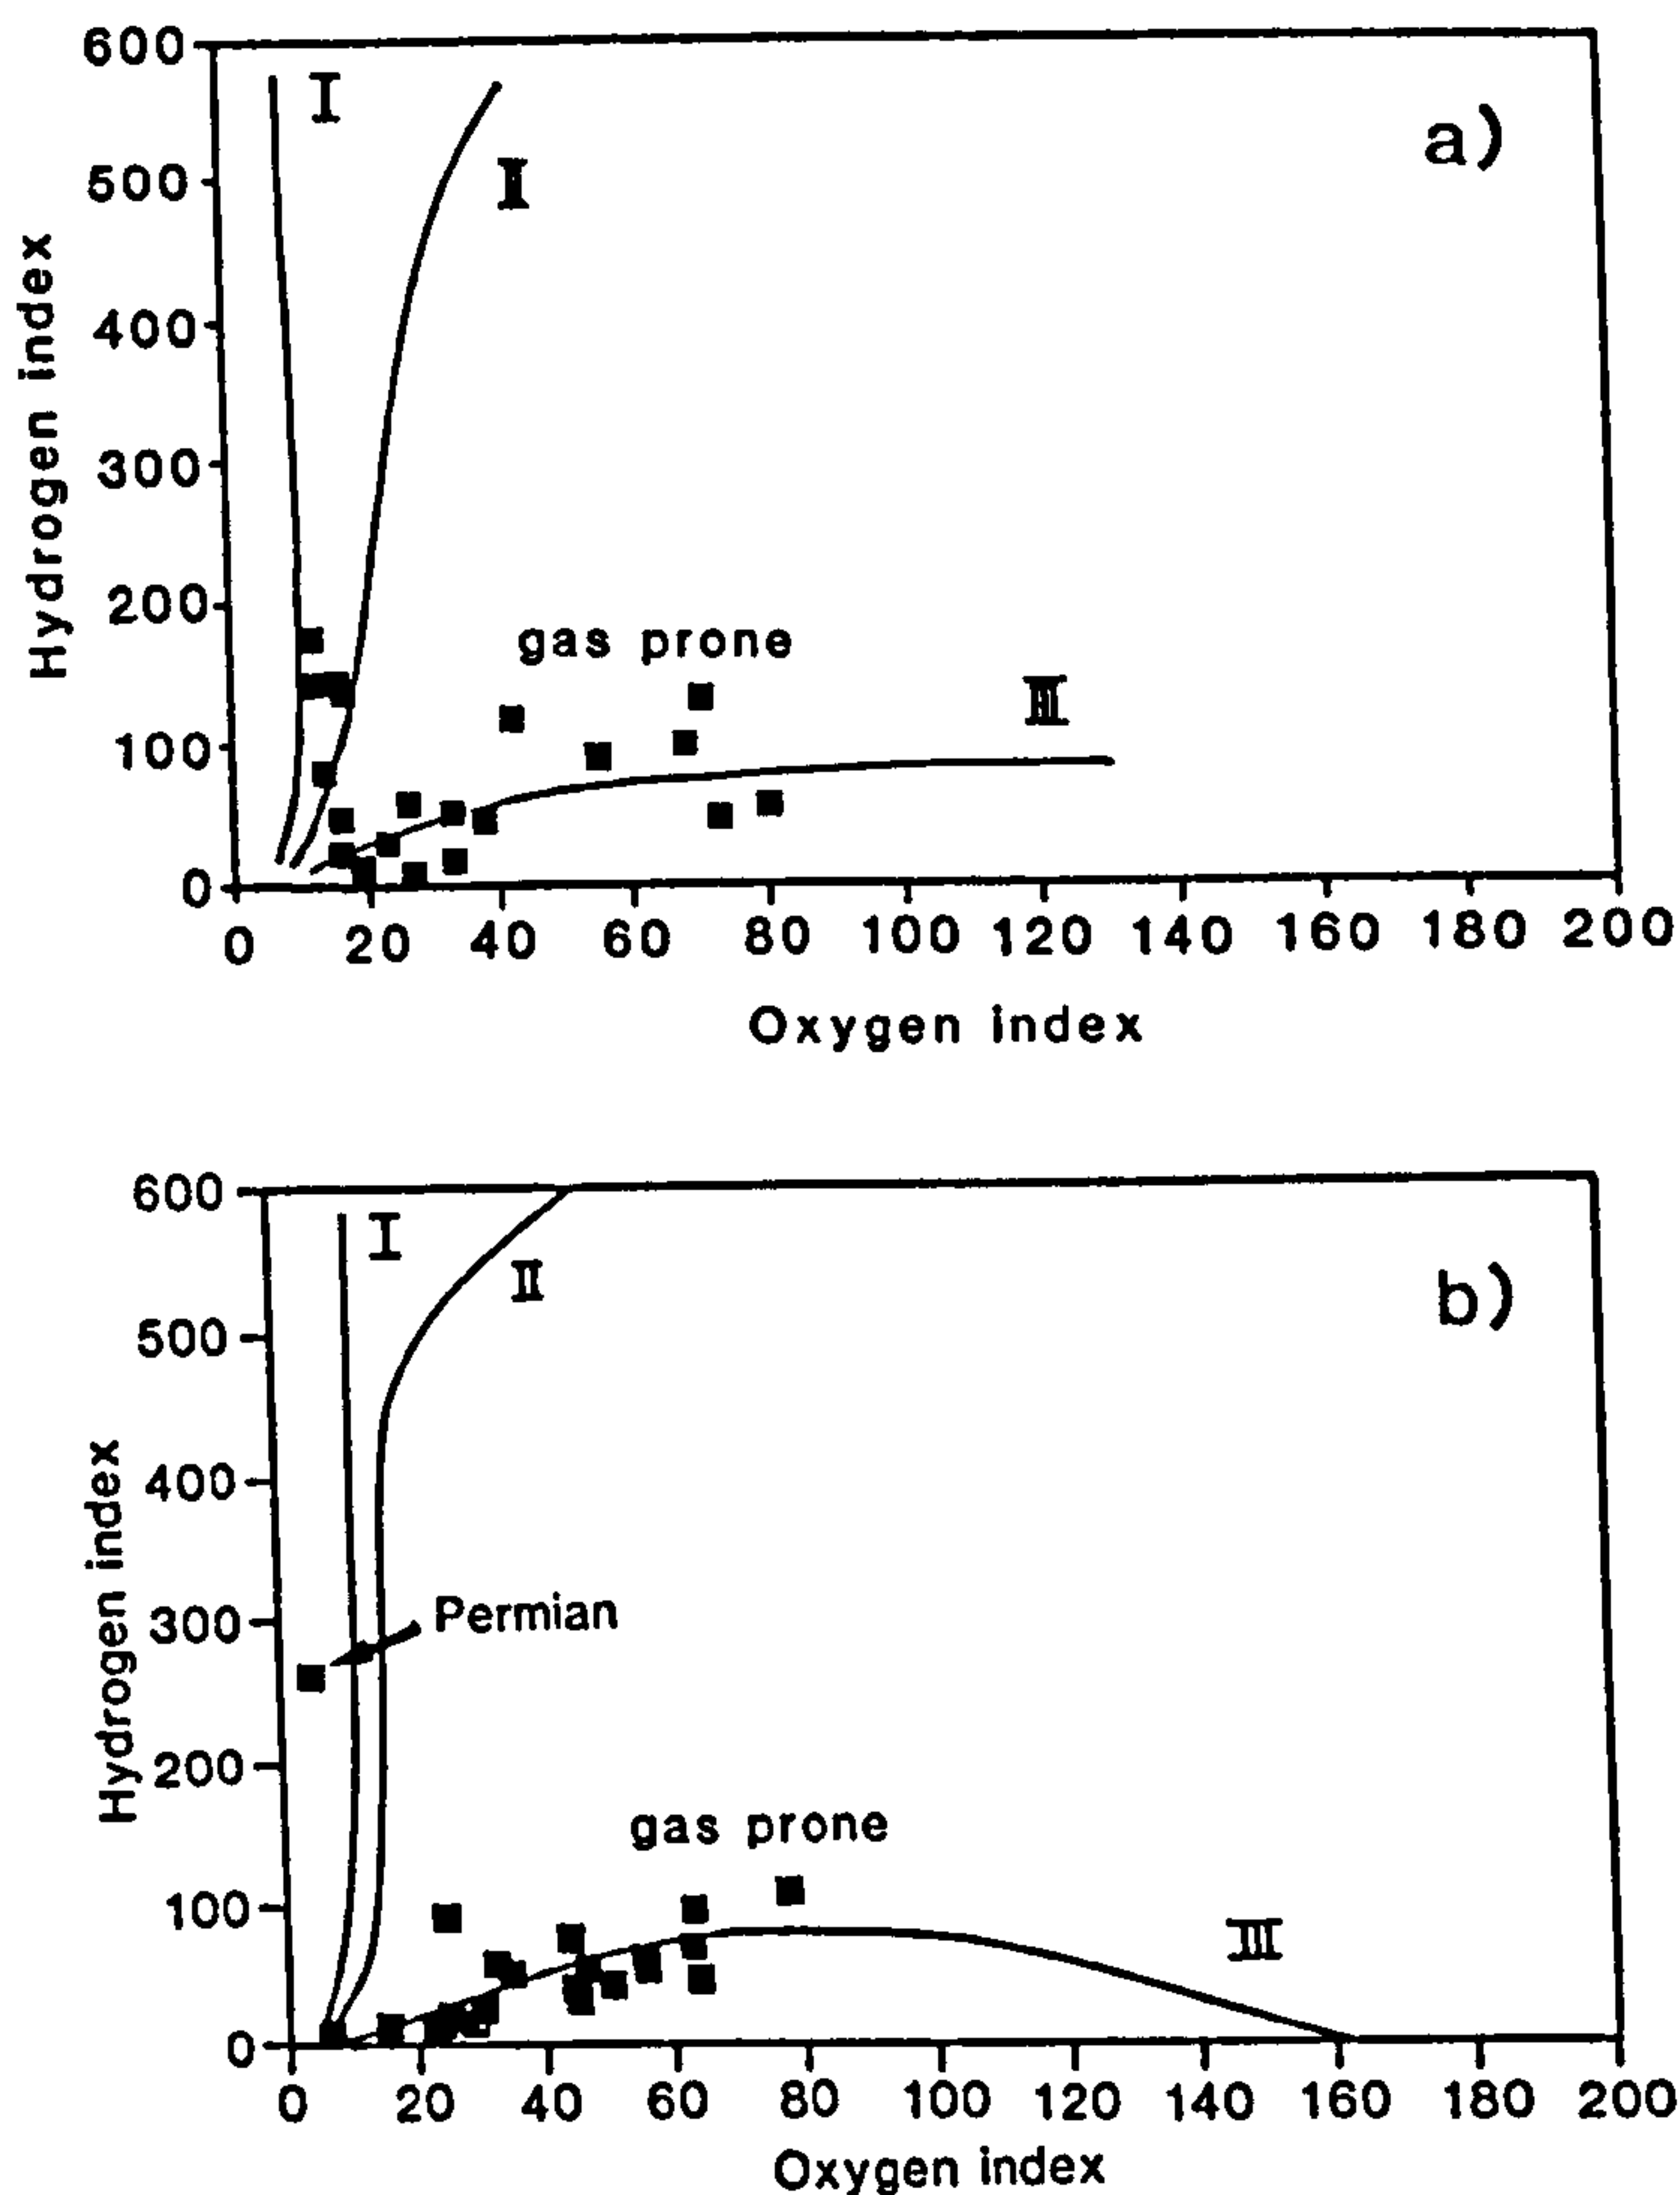 600
I
a)
II
500
Hydrogen index
400
300
200
gas prone
III
100
0
0 20 40 60 80 100 120 140 160 180 200
Oxygen index
600
I
II
b)
500
Hydrogen index
400
300
Permian
200
gas prone
100
III
0
0 20 40 60 80 100 120 140 160 180 200
Oxygen index